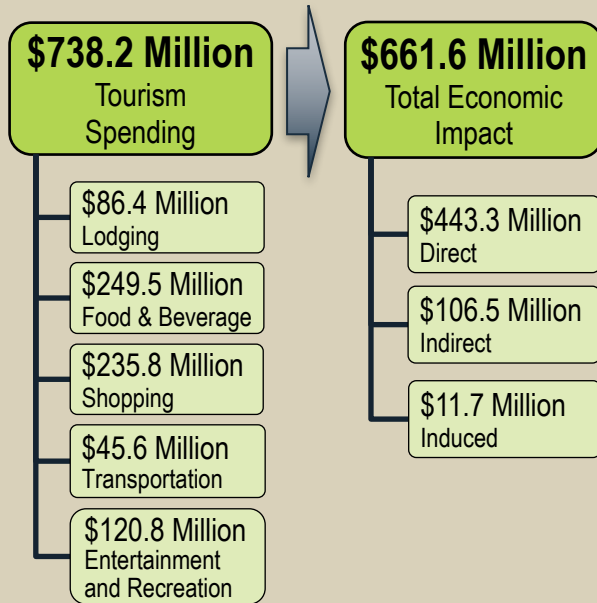 $738.2 Million
Tourism
Spending
$86.4 Million
Lodging
$249.5 Million
Food & Beverage
$235.8 Million
Shopping
$45.6 Million
Transportation
$120.8 Million
Entertainment
and Recreation
$661.6 Million
Total Economic
Impact
$443.3 Million
Direct
$106.5 Million
Indirect
$11.7 Million
Induced